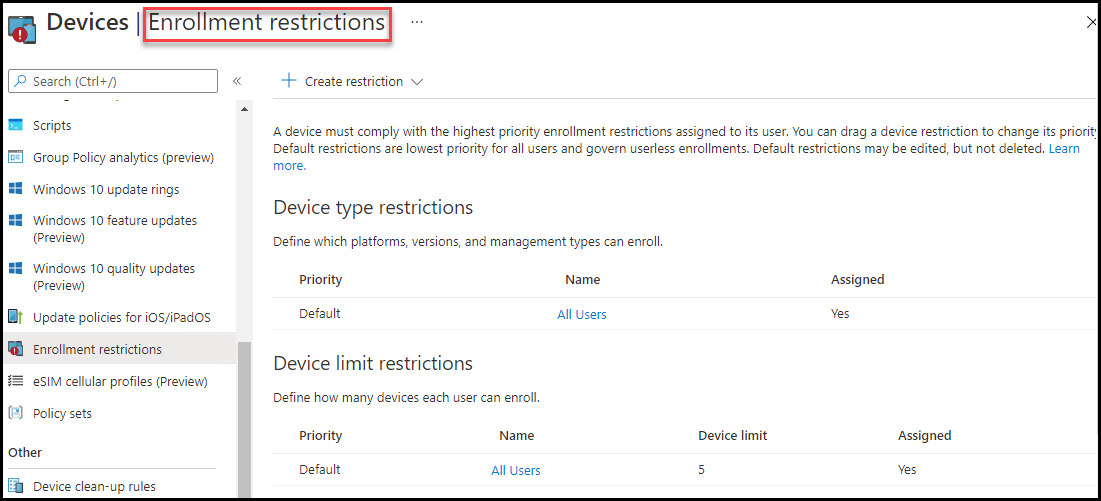 Devices | Enrollment restrictions ...
Search (Ctrl+/)
«
Scripts
Group Policy analytics (preview)
Windows 10 update rings
Windows 10 feature updates
(Preview)
Windows 10 quality updates
(Preview)
Update policies for iOS/iPadOS
Enrollment restrictions
eSIM cellular profiles (Preview)
Policy sets
Other
Device clean-up rules
Create restriction
A device must comply with the highest priority enrollment restrictions assigned to its user. You can drag a device restriction to change its priority
Default restrictions are lowest priority for all users and govern userless enrollments. Default restrictions may be edited, but not deleted. Learn
more.
Device type restrictions
Define which platforms, versions, and management types can enroll.
Priority Name Assigned
Default All Users Yes
Device limit restrictions
Define how many devices each user can enroll.
Priority Name Device limit Assigned
Default All Users 5 Yes